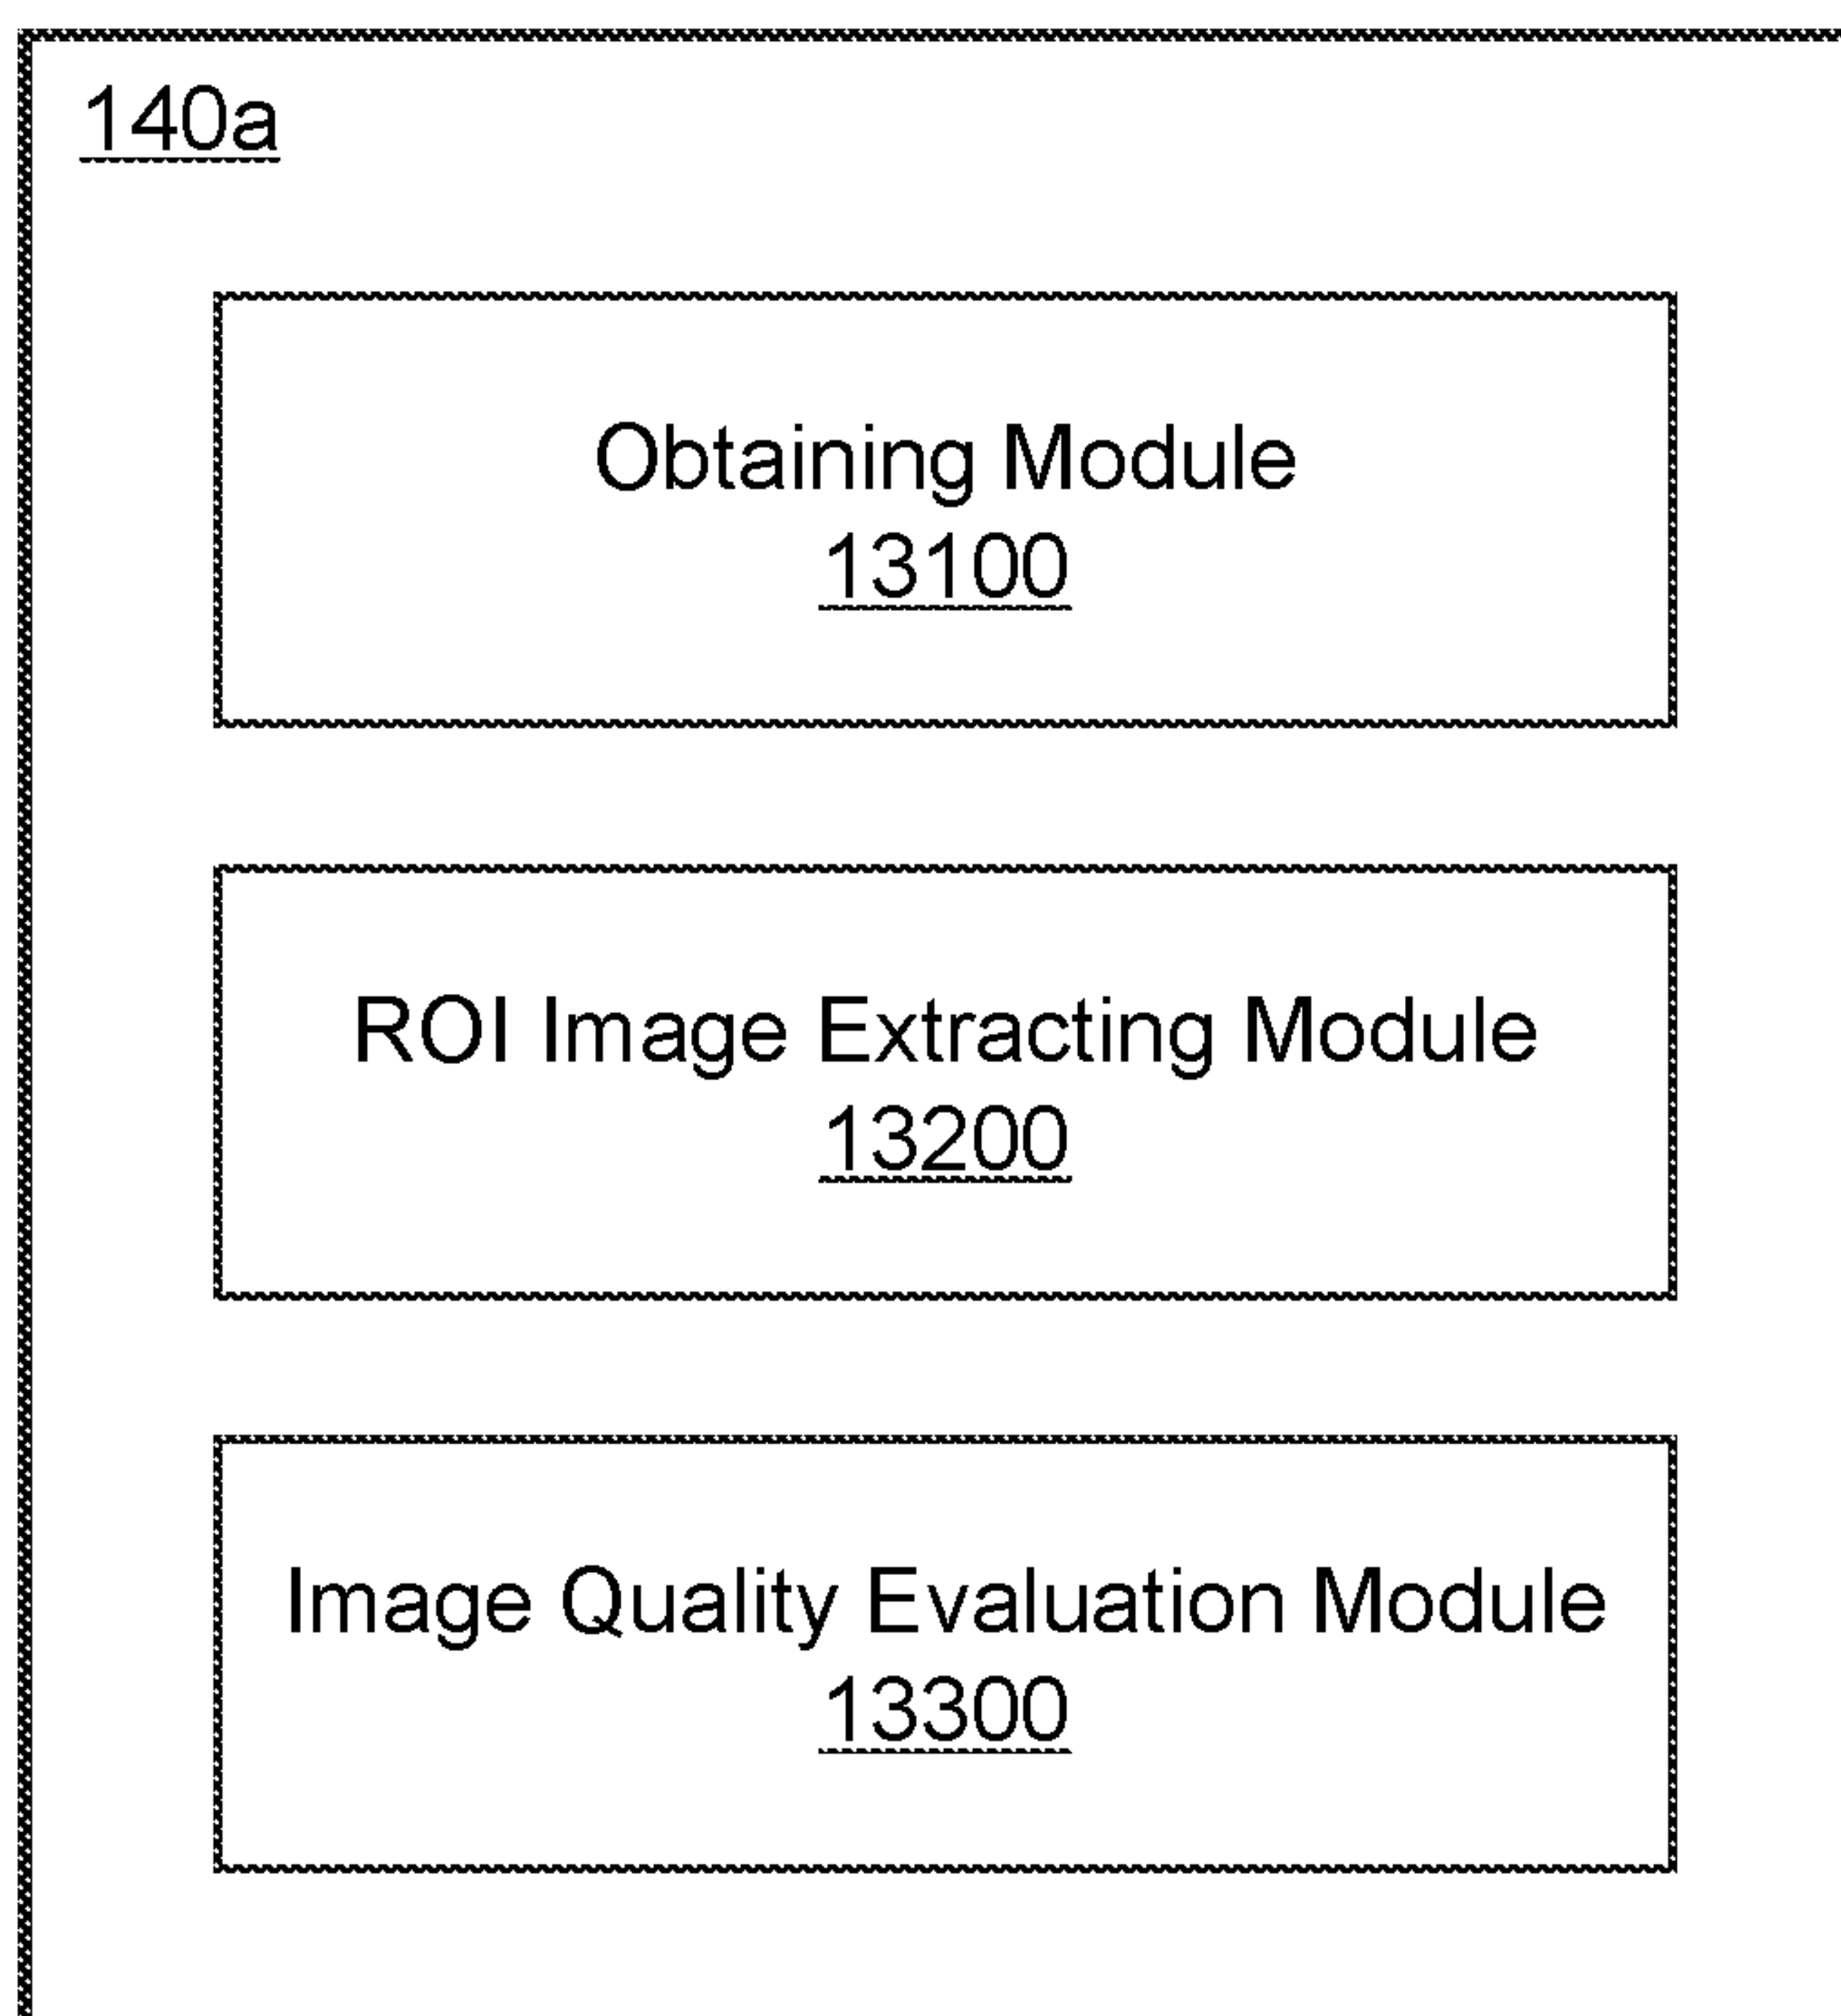 140a
Obtaining Module
13100
ROI Image Extracting Module
13200
Image Quality Evaluation Module
13300